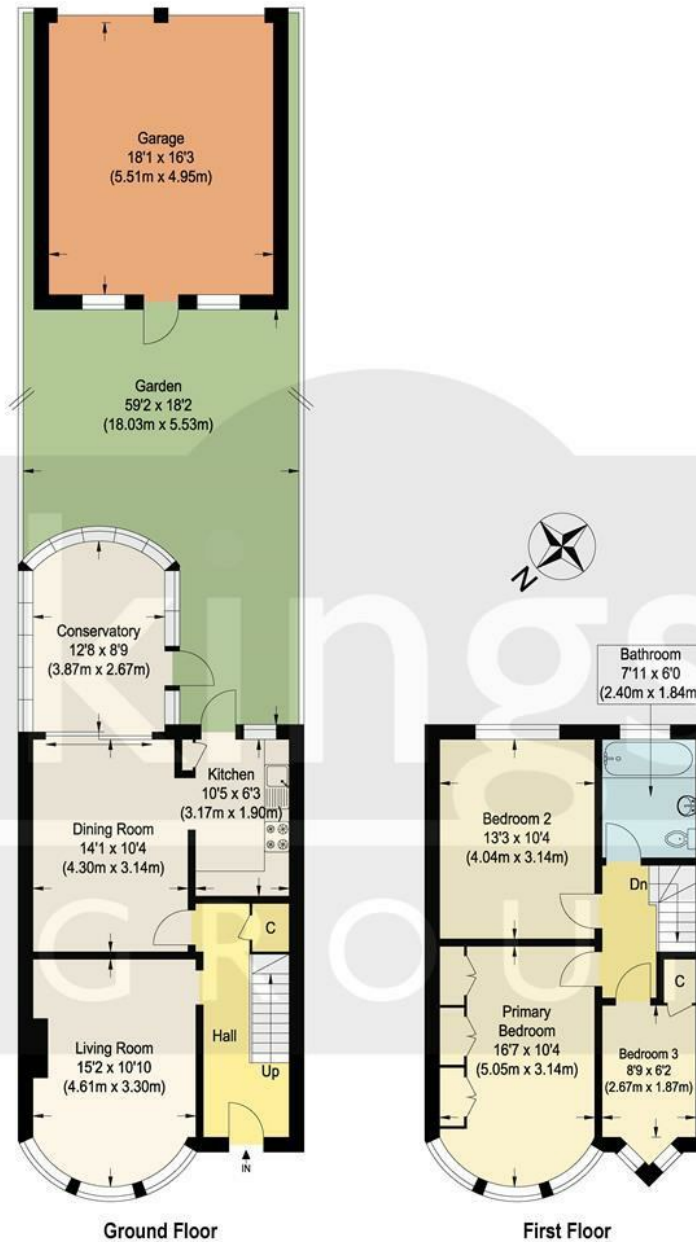 Garage
18'1 x 16'3
(5.51m x 4.95m)
Garden
59'2 x 18'2
(18.03m x 5.53m)
Conservatory
12'8 x 8'9
(3.87m x 2.67m)
Kitchen
10'5 x 6'3
(3.17m x 1.90m)
Dining Room
14'1 x 10'4
(4.30m x 3.14m)
C
Hall
Up
Living Room
15'2 x 10'10
(4.61m x 3.30m)
IN
Ground Floor
N
Bathroom
7'11 x 6'0
(2.40m x 1.84m)
Bedroom 2
13'3 x 10'4
(4.04m x 3.14m)
Dn
C
Primary
Bedroom
16'7 x 10'4
(5.05m x 3.14m)
Bedroom 3
8'9 x 6'2
(2.67m x 1.87m)
First Floor
kings
GROU